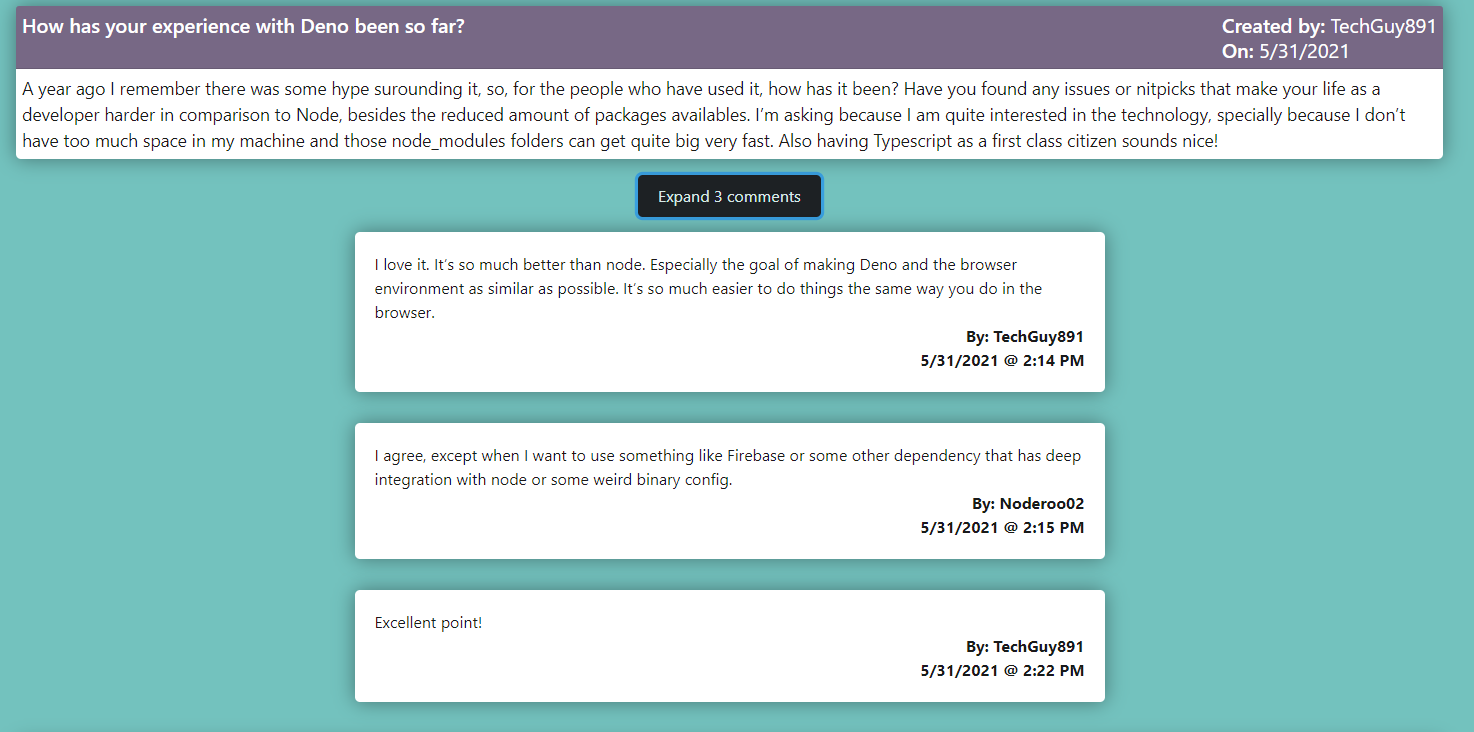 How has your experience with Deno been so far?
Created by: TechGuy891
On: 5/31/2021
A year ago I remember there was some hype surounding it, so, for the people who have used it, how has it been? Have you found any issues or nitpicks that make your life as a
developer harder in comparison to Node, besides the reduced amount of packages availables. I’m asking because I am quite interested in the technology, specially because I don’t
have too much space in my machine and those node_modules folders can get quite big very fast. Also having Typescript as a first class citizen sounds nice!
Expand 3 comments
I love it. It’s so much better than node. Especially the goal of making Deno and the browser
environment as similar as possible. It’s so much easier to do things the same way you do in the
browser.
By: TechGuy891
5/31/2021 @ 2:14 PM
I agree, except when I want to use something like Firebase or some other dependency that has deep
integration with node or some weird binary config.
By: Noderoo02
5/31/2021 @ 2:15 PM
Excellent point!
By: TechGuy891
5/31/2021 @ 2:22 PM